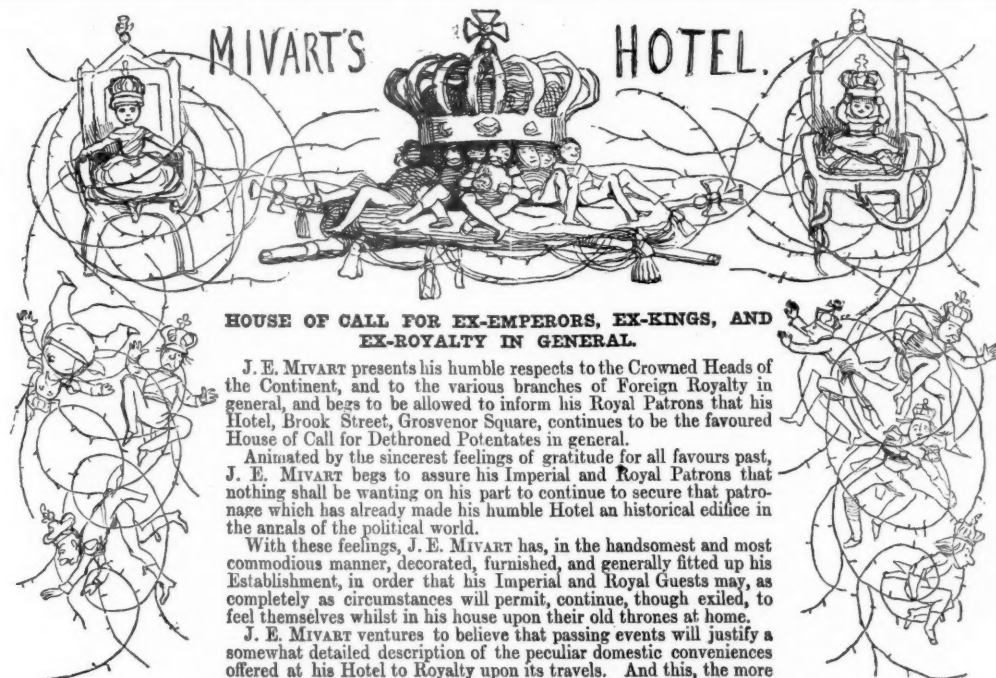 MIVART'S HOTEL.
HOUSE OF CALL FOR EX-EMPERORS, EX-KINGS, AND
EX-ROYALTY IN GENERAL.
J. E. MIVART presents his humble respects to the Crowned Heads of
the Continent, and to the various branches of Foreign Royalty in
general, and begs to be allowed to inform his Royal Patrons that his
Hotel, Brook Street, Grosvenor Square, continues to be the favoured
House of Call for Dethroned Potentates in general.
Animated by the sincerest feelings of gratitude for all favours past,
J. E. MIVART begs to assure his Imperial and Royal Patrons that
nothing shall be wanting on his part to continue to secure that patro-
nage which has already made his humble Hotel an historical edifice in
the annals of the political world.
With these feelings, J. E. MIVART has, in the handsomest and most
commodious manner, decorated, furnished, and generally fitted up his
Establishment, in order that his Imperial and Royal Guests may, as
completely as circumstances will permit, continue, though exiled, to
feel themselves whilst in his house upon their old thrones at home.
J. E. MIVART ventures to believe that passing events will justify a
somewhat detailed description of the peculiar domestic conveniences
offered at his Hotel to Royalty upon its travels. And this, the more